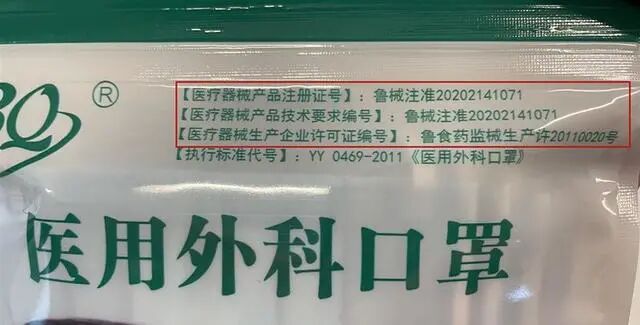 BQ®
【医疗器械产品注册证号】：鲁械注准20202141071
【医疗器械产品技术要求编号】：鲁械注准20202141071
【医疗器械生产企业许可证编号】：鲁食药监械生产许20110020号
【执行标准代号】：YY 0469-2011《医用外科口罩》
医用外科口罩